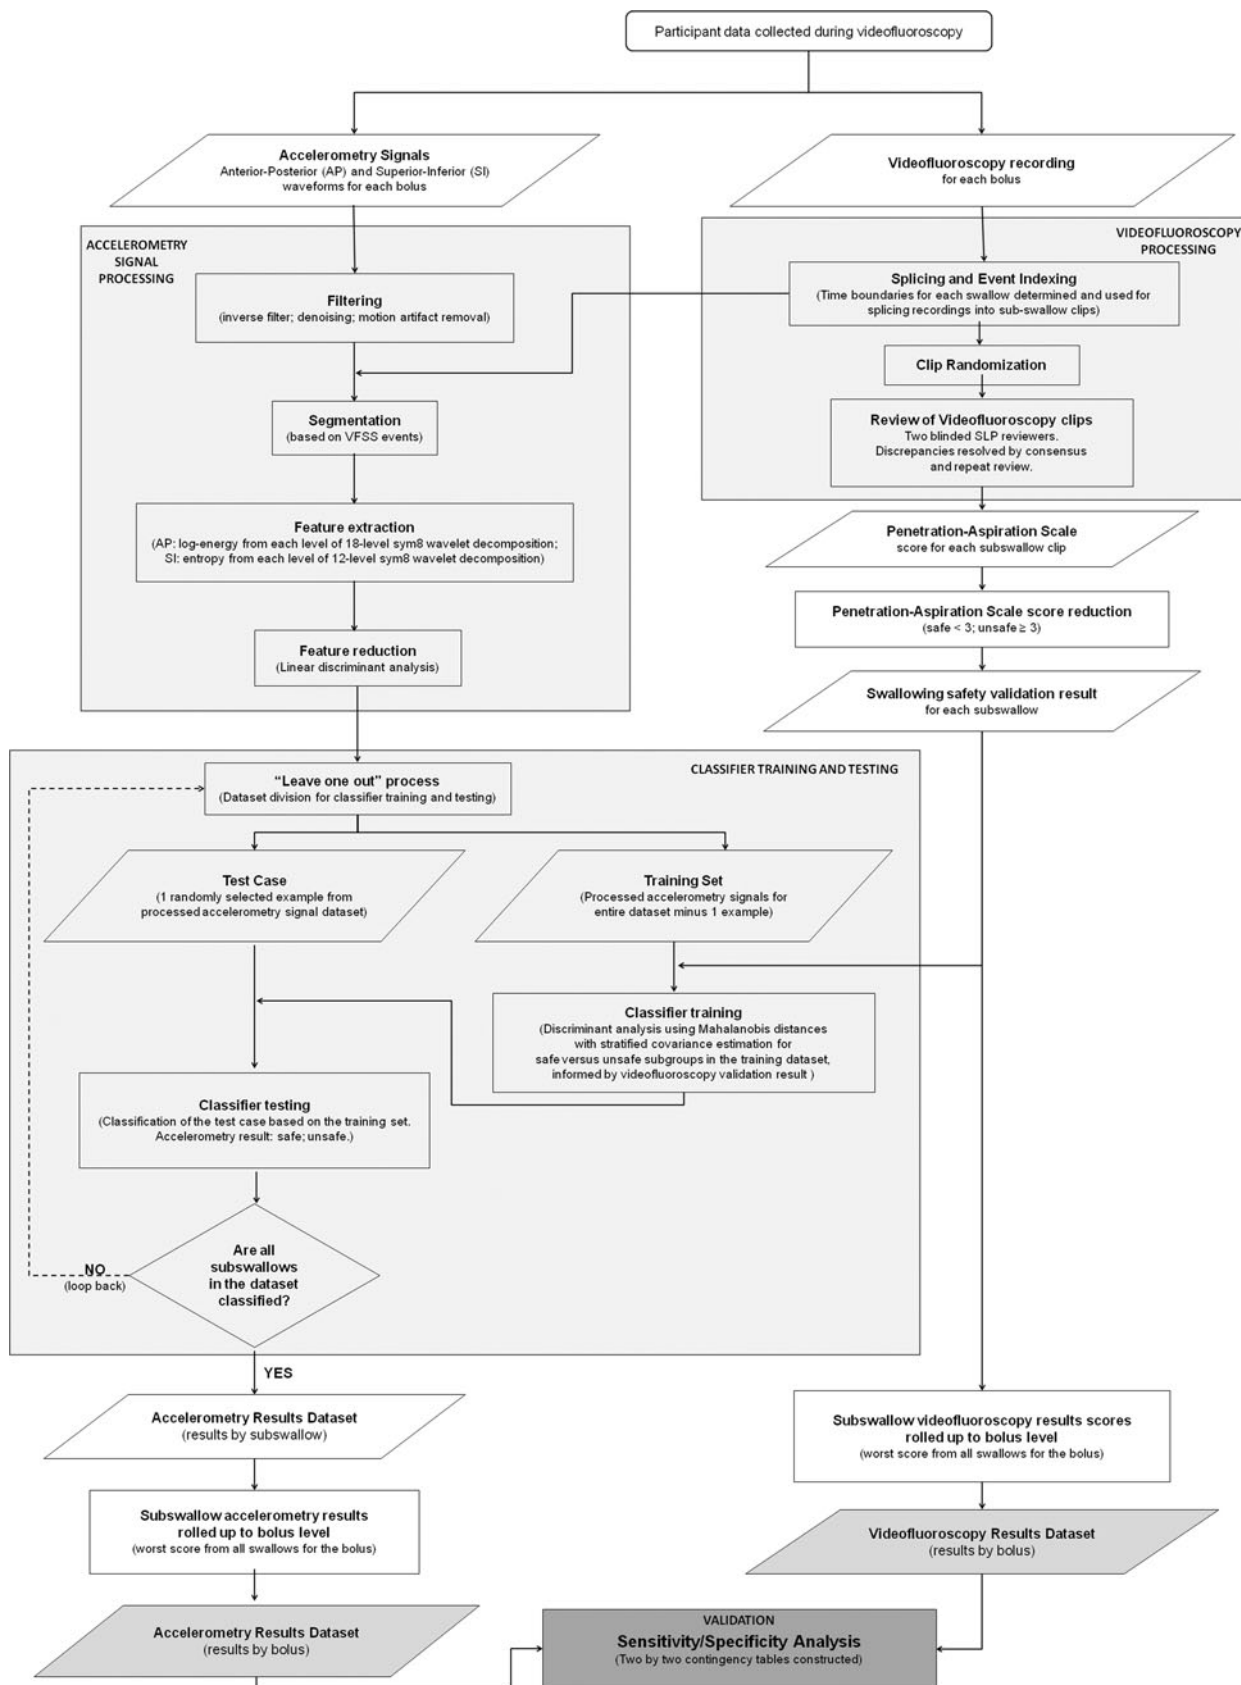 Participant data collected during videofluoroscopy
Accelerometry Signals
Anterior-Posterior (AP) and Superior-Inferior (SI)
waveforms for each bolus
Videofluoroscopy recording
for each bolus
ACCELEROMETRY
SIGNAL
PROCESSING
Filtering
(inverse filter; denoising; motion artifact removal)
Segmentation
(based on VFSS events)
Feature extraction
(AP: log-energy from each level of 18-level sym8 wavelet decomposition;
SI: entropy from each level of 12-level sym8 wavelet decomposition)
Feature reduction
(Linear discriminant analysis)
VIDEOFLUOROSCOPY
PROCESSING
Splicing and Event Indexing
(Time boundaries for each swallow determined and used for
splicing recordings into sub-swallow clips)
Clip Randomization
Review of Videofluoroscopy clips
Two blinded SLP reviewers.
Discrepancies resolved by consensus
and repeat review.
Penetration-Aspiration Scale
score for each subswallow clip
Penetration-Aspiration Scale score reduction
(safe < 3; unsafe ≥ 3)
Swallowing safety validation result
for each subswallow
CLASSIFIER TRAINING AND TESTING
“Leave one out” process
(Dataset division for classifier training and testing)
Test Case
(1 randomly selected example from
processed accelerometry signal dataset)
Training Set
(Processed accelerometry signals for
entire dataset minus 1 example)
Classifier training
(Discriminant analysis using Mahalanobis distances
with stratified covariance estimation for
safe versus unsafe subgroups in the training dataset,
informed by videofluoroscopy validation result )
Classifier testing
(Classification of the test case based on the training set.
Accelerometry result: safe; unsafe.)
Are all
subswallows
in the dataset
classified?
NO
(loop back)
YES
Accelerometry Results Dataset
(results by subswallow)
Subswallow accelerometry results
rolled up to bolus level
(worst score from all swallows for the bolus)
Accelerometry Results Dataset
(results by bolus)
Subswallow videofluoroscopy results scores
rolled up to bolus level
(worst score from all swallows for the bolus)
Videofluoroscopy Results Dataset
(results by bolus)
VALIDATION
Sensitivity/Specificity Analysis
(Two by two contingency tables constructed)